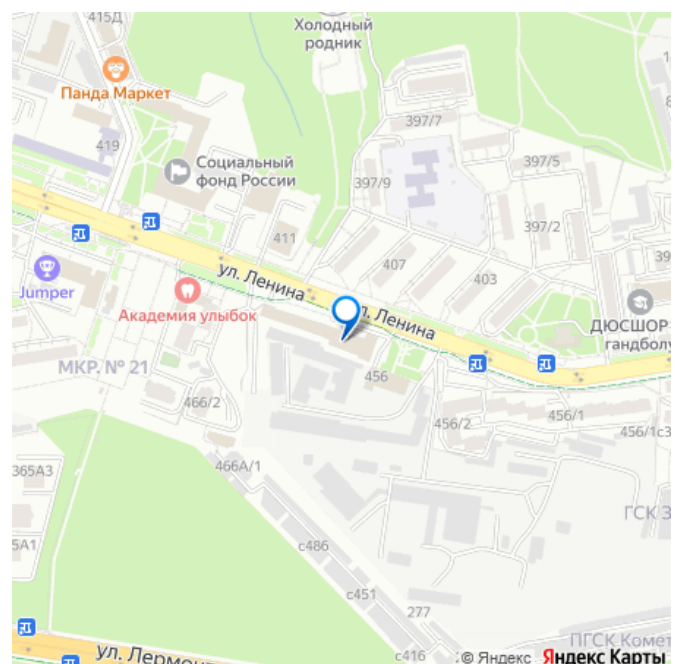 415Д
Холодный
родник
Панда Маркет
397/7
419
Социальный
фонд России
397/9
397/5
397/2
411
407
403
Jumper
ул. Ленина
Академия улыбок
ул. Ленина
ДЮСШОР
гандболу
МКР. № 21
456
466/2
456/2
456/1
456/1с3
365А3
466А/1
ГСК З
5А1
с486
с451
277
ул. Лермонт
с416
ПГСК Комет
© Яндекс Яндекс Карты